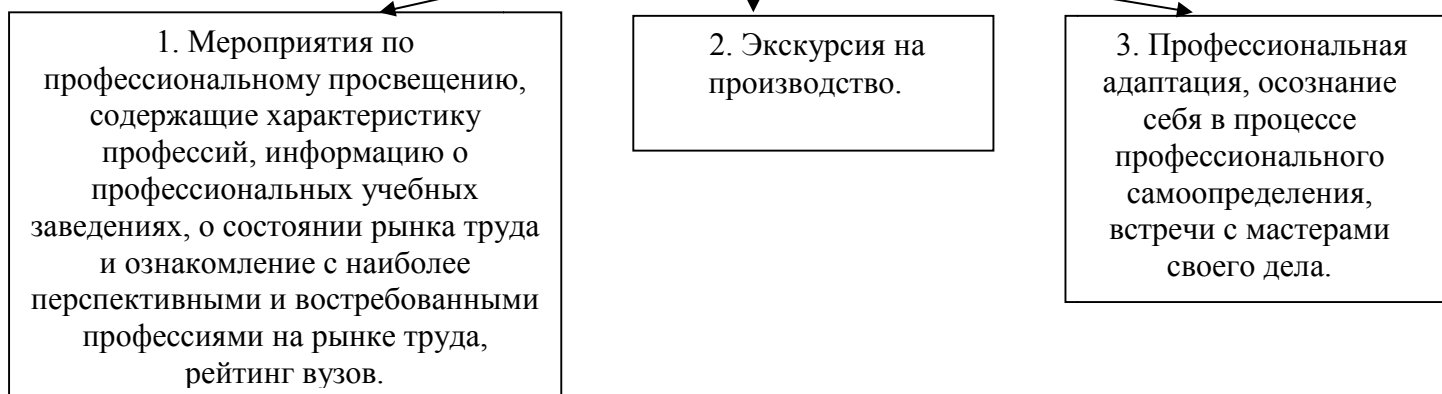 1. Мероприятия по
профессиональному просвещению,
содержащие характеристику
профессий, информацию о
профессиональных учебных
заведениях, о состоянии рынка труда
и ознакомление с наиболее
перспективными и востребованными
профессиями на рынке труда,
рейтинг вузов.
2. Экскурсия на
производство.
3. Профессиональная
адаптация, осознание
себя в процессе
профессионального
самоопределения,
встречи с мастерами
своего дела.